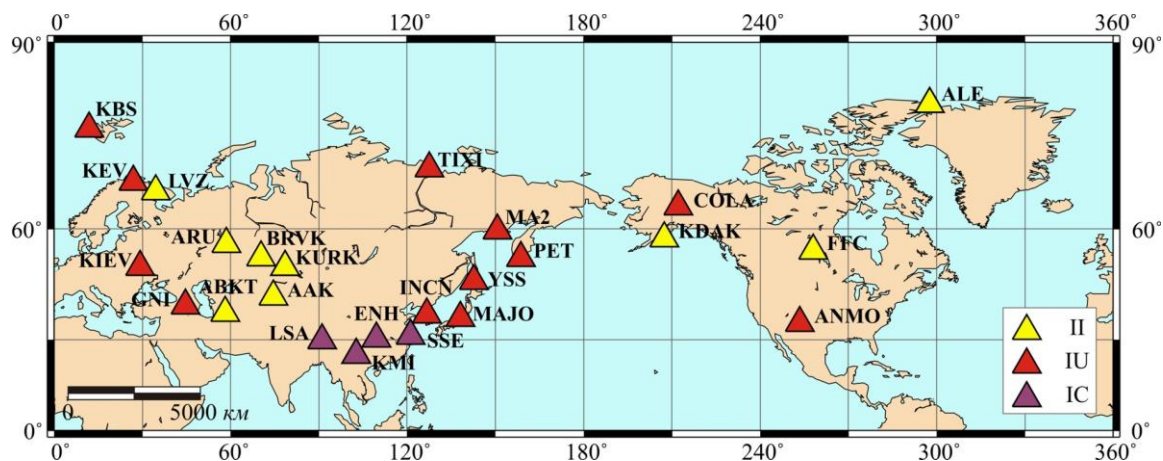 0° 60° 120° 180° 240° 300° 360°
90° 90°
ALE
KBS
KEV LVZ TIXI
COLA
MA2
ARU BRVK KDAK FFC
60° 60°
KIEV KURK PET
ABKT AAK INCN YSS
GNI ENH MAJO ANMO
LSA SSE
KMI
II
IU
IC
0 5000 км
0° 0°
0° 60° 120° 180° 240° 300° 360°